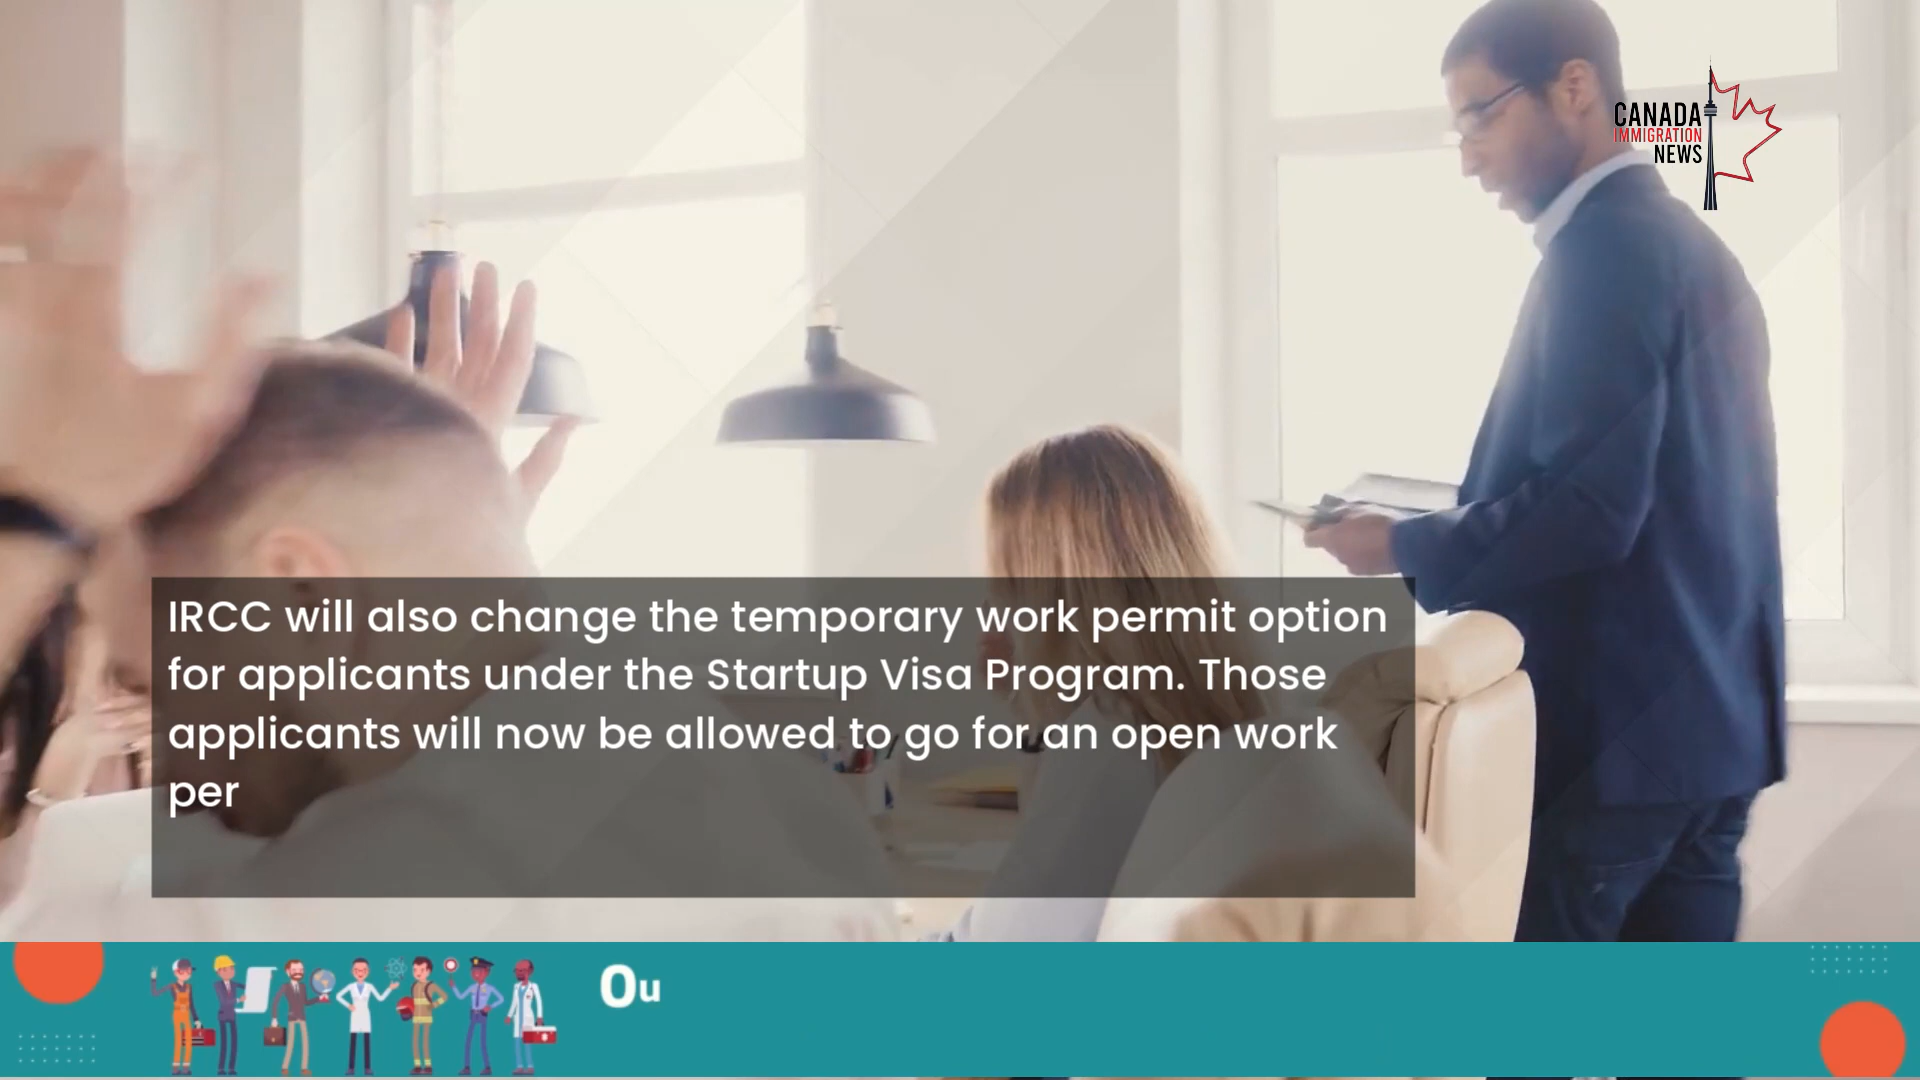 CANADA
IMMIGRATION
NEWS
IRCC will also change the temporary work permit option
for applicants under the Startup Visa Program. Those
applicants will now be allowed to go for an open work
per
Ou